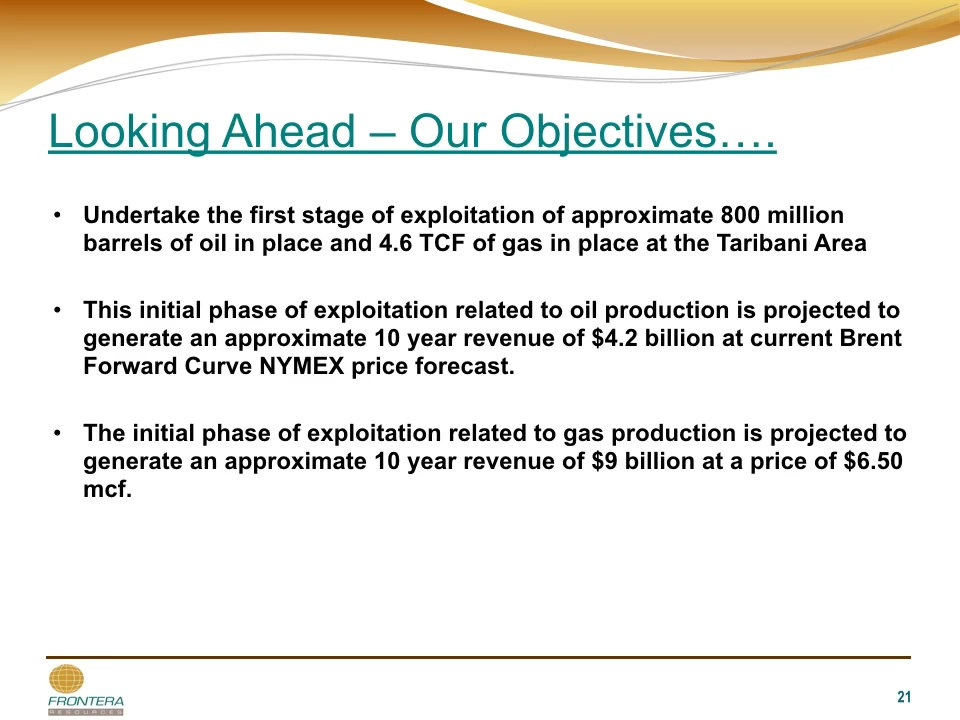 Looking Ahead – Our Objectives….
• Undertake the first stage of exploitation of approximate 800 million
barrels of oil in place and 4.6 TCF of gas in place at the Taribani Area
• This initial phase of exploitation related to oil production is projected to
generate an approximate 10 year revenue of $4.2 billion at current Brent
Forward Curve NYMEX price forecast.
• The initial phase of exploitation related to gas production is projected to
generate an approximate 10 year revenue of $9 billion at a price of $6.50
mcf.
FRONTERA
RESOURCES
21